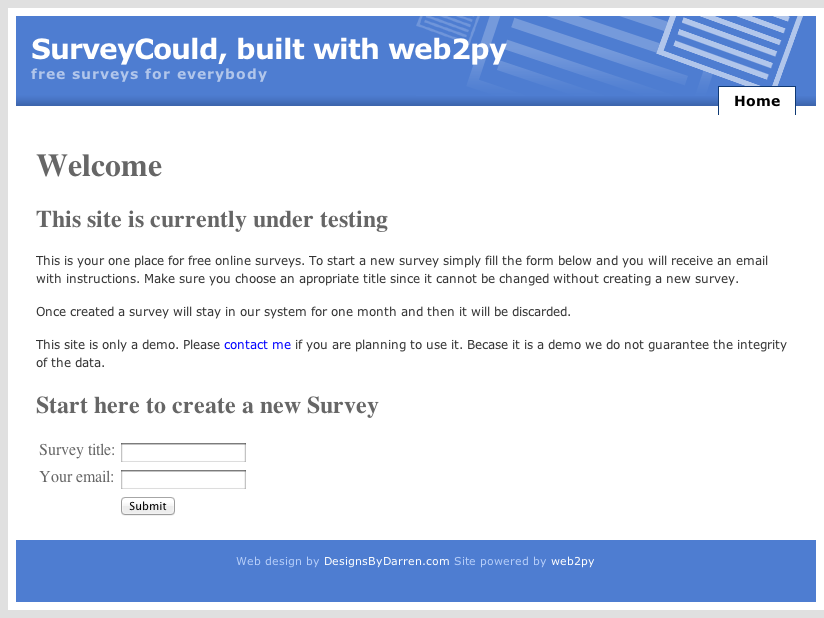 SurveyCould, built with web2py
free surveys for everybody
Home
Welcome
This site is currently under testing
This is your one place for free online surveys. To start a new survey simply fill the form below and you will receive an email
with instructions. Make sure you choose an apropriate title since it cannot be changed without creating a new survey.
Once created a survey will stay in our system for one month and then it will be discarded.
This site is only a demo. Please contact me if you are planning to use it. Becase it is a demo we do not guarantee the integrity
of the data.
Start here to create a new Survey
Survey title:
Your email:
Submit
Web design by DesignsByDarren.com Site powered by web2py